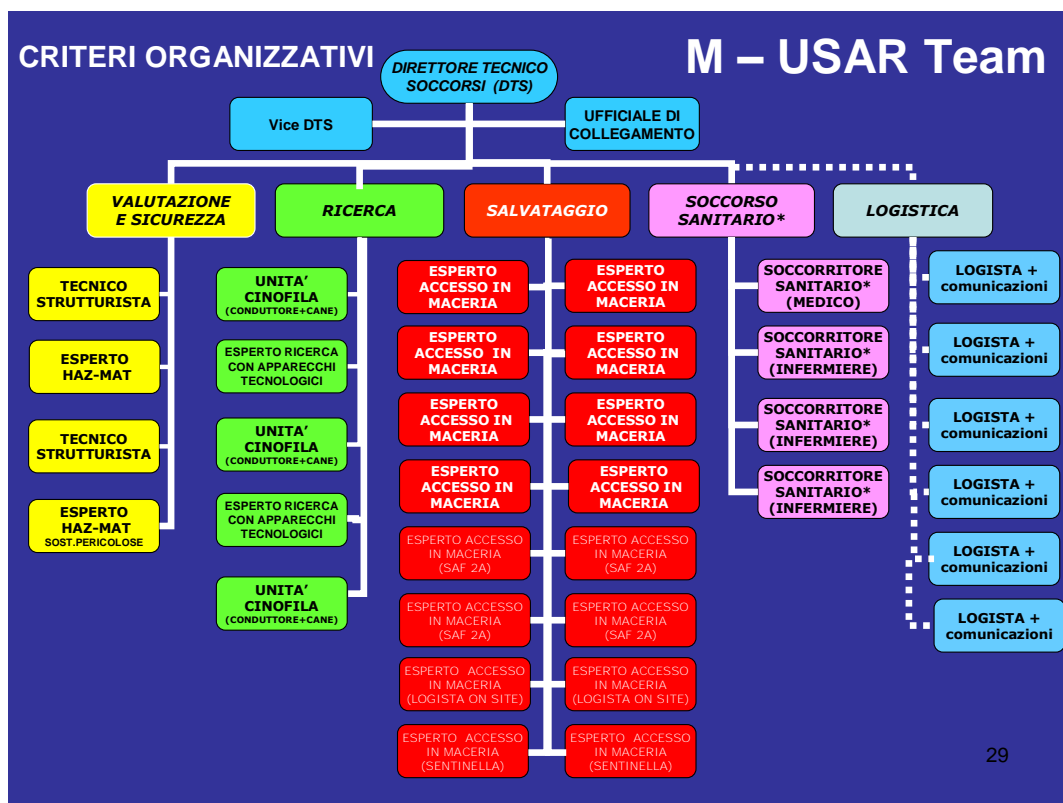 CRITERI ORGANIZZATIVI
M – USAR Team
DIRETTORE TECNICO
SOCCORSI (DTS)
Vice DTS
UFFICIALE DI
COLLEGAMENTO
VALUTAZIONE
E SICUREZZA
RICERCA
SALVATAGGIO
SOCCORSO
SANITARIO*
LOGISTICA
TECNICO
STRUTTURISTA
ESPERTO
HAZ-MAT
TECNICO
STRUTTURISTA
ESPERTO
HAZ-MAT
SOST.PERICOLOSE
UNITA’
CINOFILA
(CONDUTTORE+CANE)
ESPERTO RICERCA
CON APPARECCHI
TECNOLOGICI
UNITA’
CINOFILA
(CONDUTTORE+CANE)
ESPERTO RICERCA
CON APPARECCHI
TECNOLOGICI
UNITA’
CINOFILA
(CONDUTTORE+CANE)
ESPERTO
ACCESSO IN
MACERIA
ESPERTO
ACCESSO IN
MACERIA
ESPERTO
ACCESSO IN
MACERIA
ESPERTO
ACCESSO IN
MACERIA
ESPERTO ACCESSO
IN MACERIA
(SAF 2A)
ESPERTO ACCESSO
IN MACERIA
(SAF 2A)
ESPERTO ACCESSO
IN MACERIA
(LOGISTA ON SITE)
ESPERTO ACCESSO
IN MACERIA
(SENTINELLA)
ESPERTO
ACCESSO IN
MACERIA
ESPERTO
ACCESSO IN
MACERIA
ESPERTO
ACCESSO IN
MACERIA
ESPERTO
ACCESSO IN
MACERIA
ESPERTO ACCESSO
IN MACERIA
(SAF 2A)
ESPERTO ACCESSO
IN MACERIA
(SAF 2A)
ESPERTO ACCESSO
IN MACERIA
(LOGISTA ON SITE)
ESPERTO ACCESSO
IN MACERIA
(SENTINELLA)
SOCCORRITORE
SANITARIO*
(MEDICO)
SOCCORRITORE
SANITARIO*
(INFERMIERE)
SOCCORRITORE
SANITARIO*
(INFERMIERE)
SOCCORRITORE
SANITARIO*
(INFERMIERE)
LOGISTA +
comunicazioni
LOGISTA +
comunicazioni
LOGISTA +
comunicazioni
LOGISTA +
comunicazioni
LOGISTA +
comunicazioni
LOGISTA +
comunicazioni
29